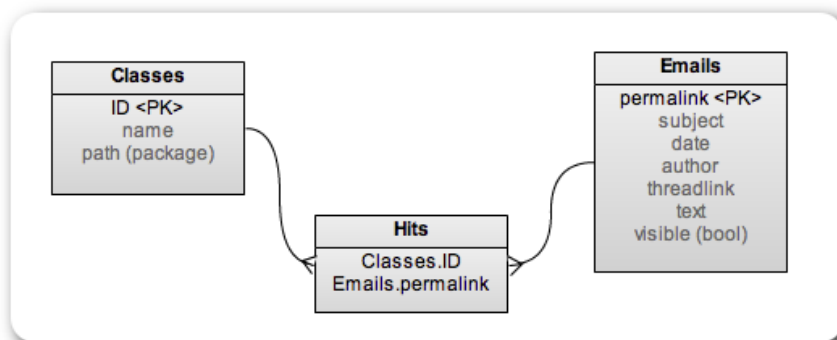 Classes
ID <PK>
name
path (package)
Emails
permalink <PK>
subject
date
author
threadlink
text
visible (bool)
Hits
Classes.ID
Emails.permalink